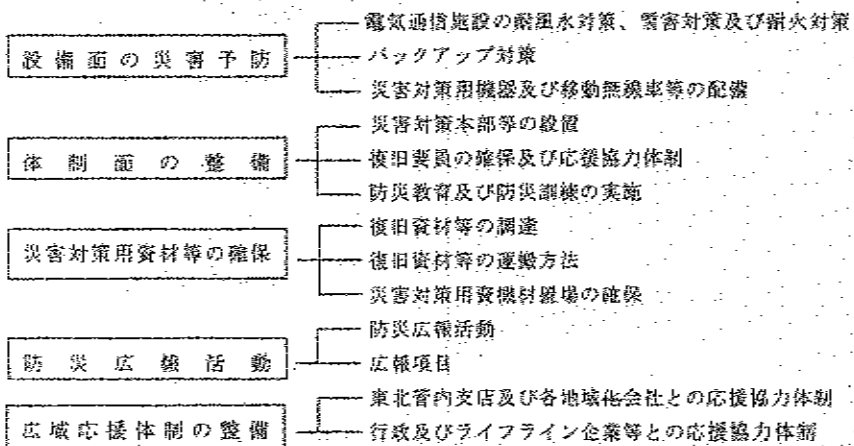 電気通信施設の耐風水対策、雪害対策及び耐火対策
設備面の災害予防
バックアップ対策
災害対策用機器及び移動無線車等の配備
災害対策本部等の設置
体制面の整備
復旧要員の確保及び応援協力体制
防災教育及び防災訓練の実施
復旧資材等の調達
災害対策用資材等の確保
復旧資材等の運搬方法
災害対策用資機材置場の確保
防災広報活動
防災広報活動
広報項目
東北管内支店及び各地域他会社との応援協力体制
広域応援体制の整備
行政及びライフライン企業等との応援協力体制